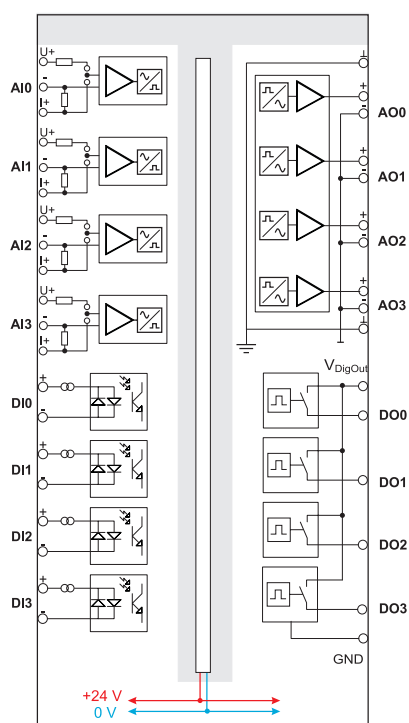 U+
-
AI0
I+
U+
-
AI1
I+
U+
-
AI2
I+
U+
-
AI3
I+
+
DI0
-
+
DI1
-
+
DI2
-
+
DI3
-
+
AO0
-
+
AO1
-
+
AO2
-
+
AO3
-
VDigOut
DO0
DO1
DO2
DO3
GND
+24 V
0 V